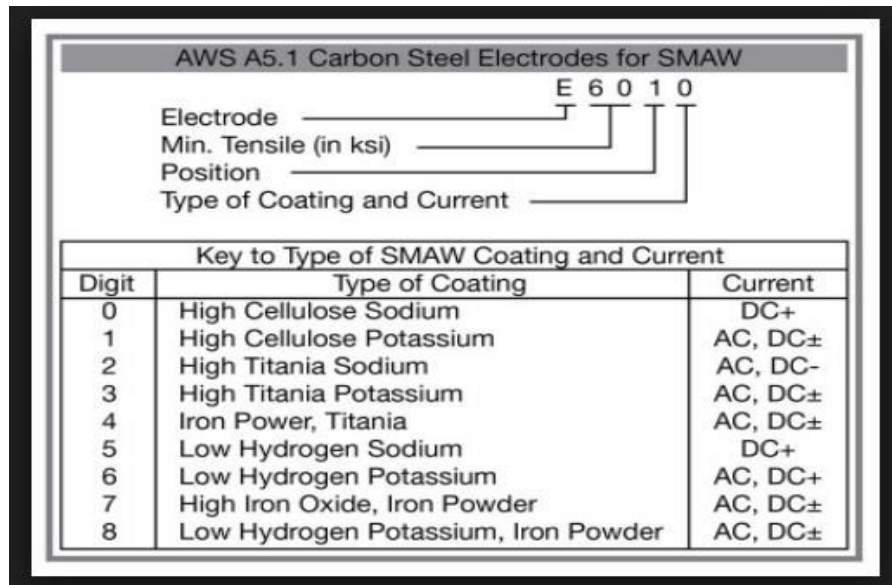 AWS A5.1 Carbon Steel Electrodes for SMAW
E 6 0 1 0
Electrode
Min. Tensile (in ksi)
Position
Type of Coating and Current
Key to Type of SMAW Coating and Current
Digit Type of Coating Current
0 High Cellulose Sodium DC+
1 High Cellulose Potassium AC, DC±
2 High Titania Sodium AC, DC-
3 High Titania Potassium AC, DC±
4 Iron Power, Titania AC, DC±
5 Low Hydrogen Sodium DC+
6 Low Hydrogen Potassium AC, DC+
7 High Iron Oxide, Iron Powder AC, DC±
8 Low Hydrogen Potassium, Iron Powder AC, DC±